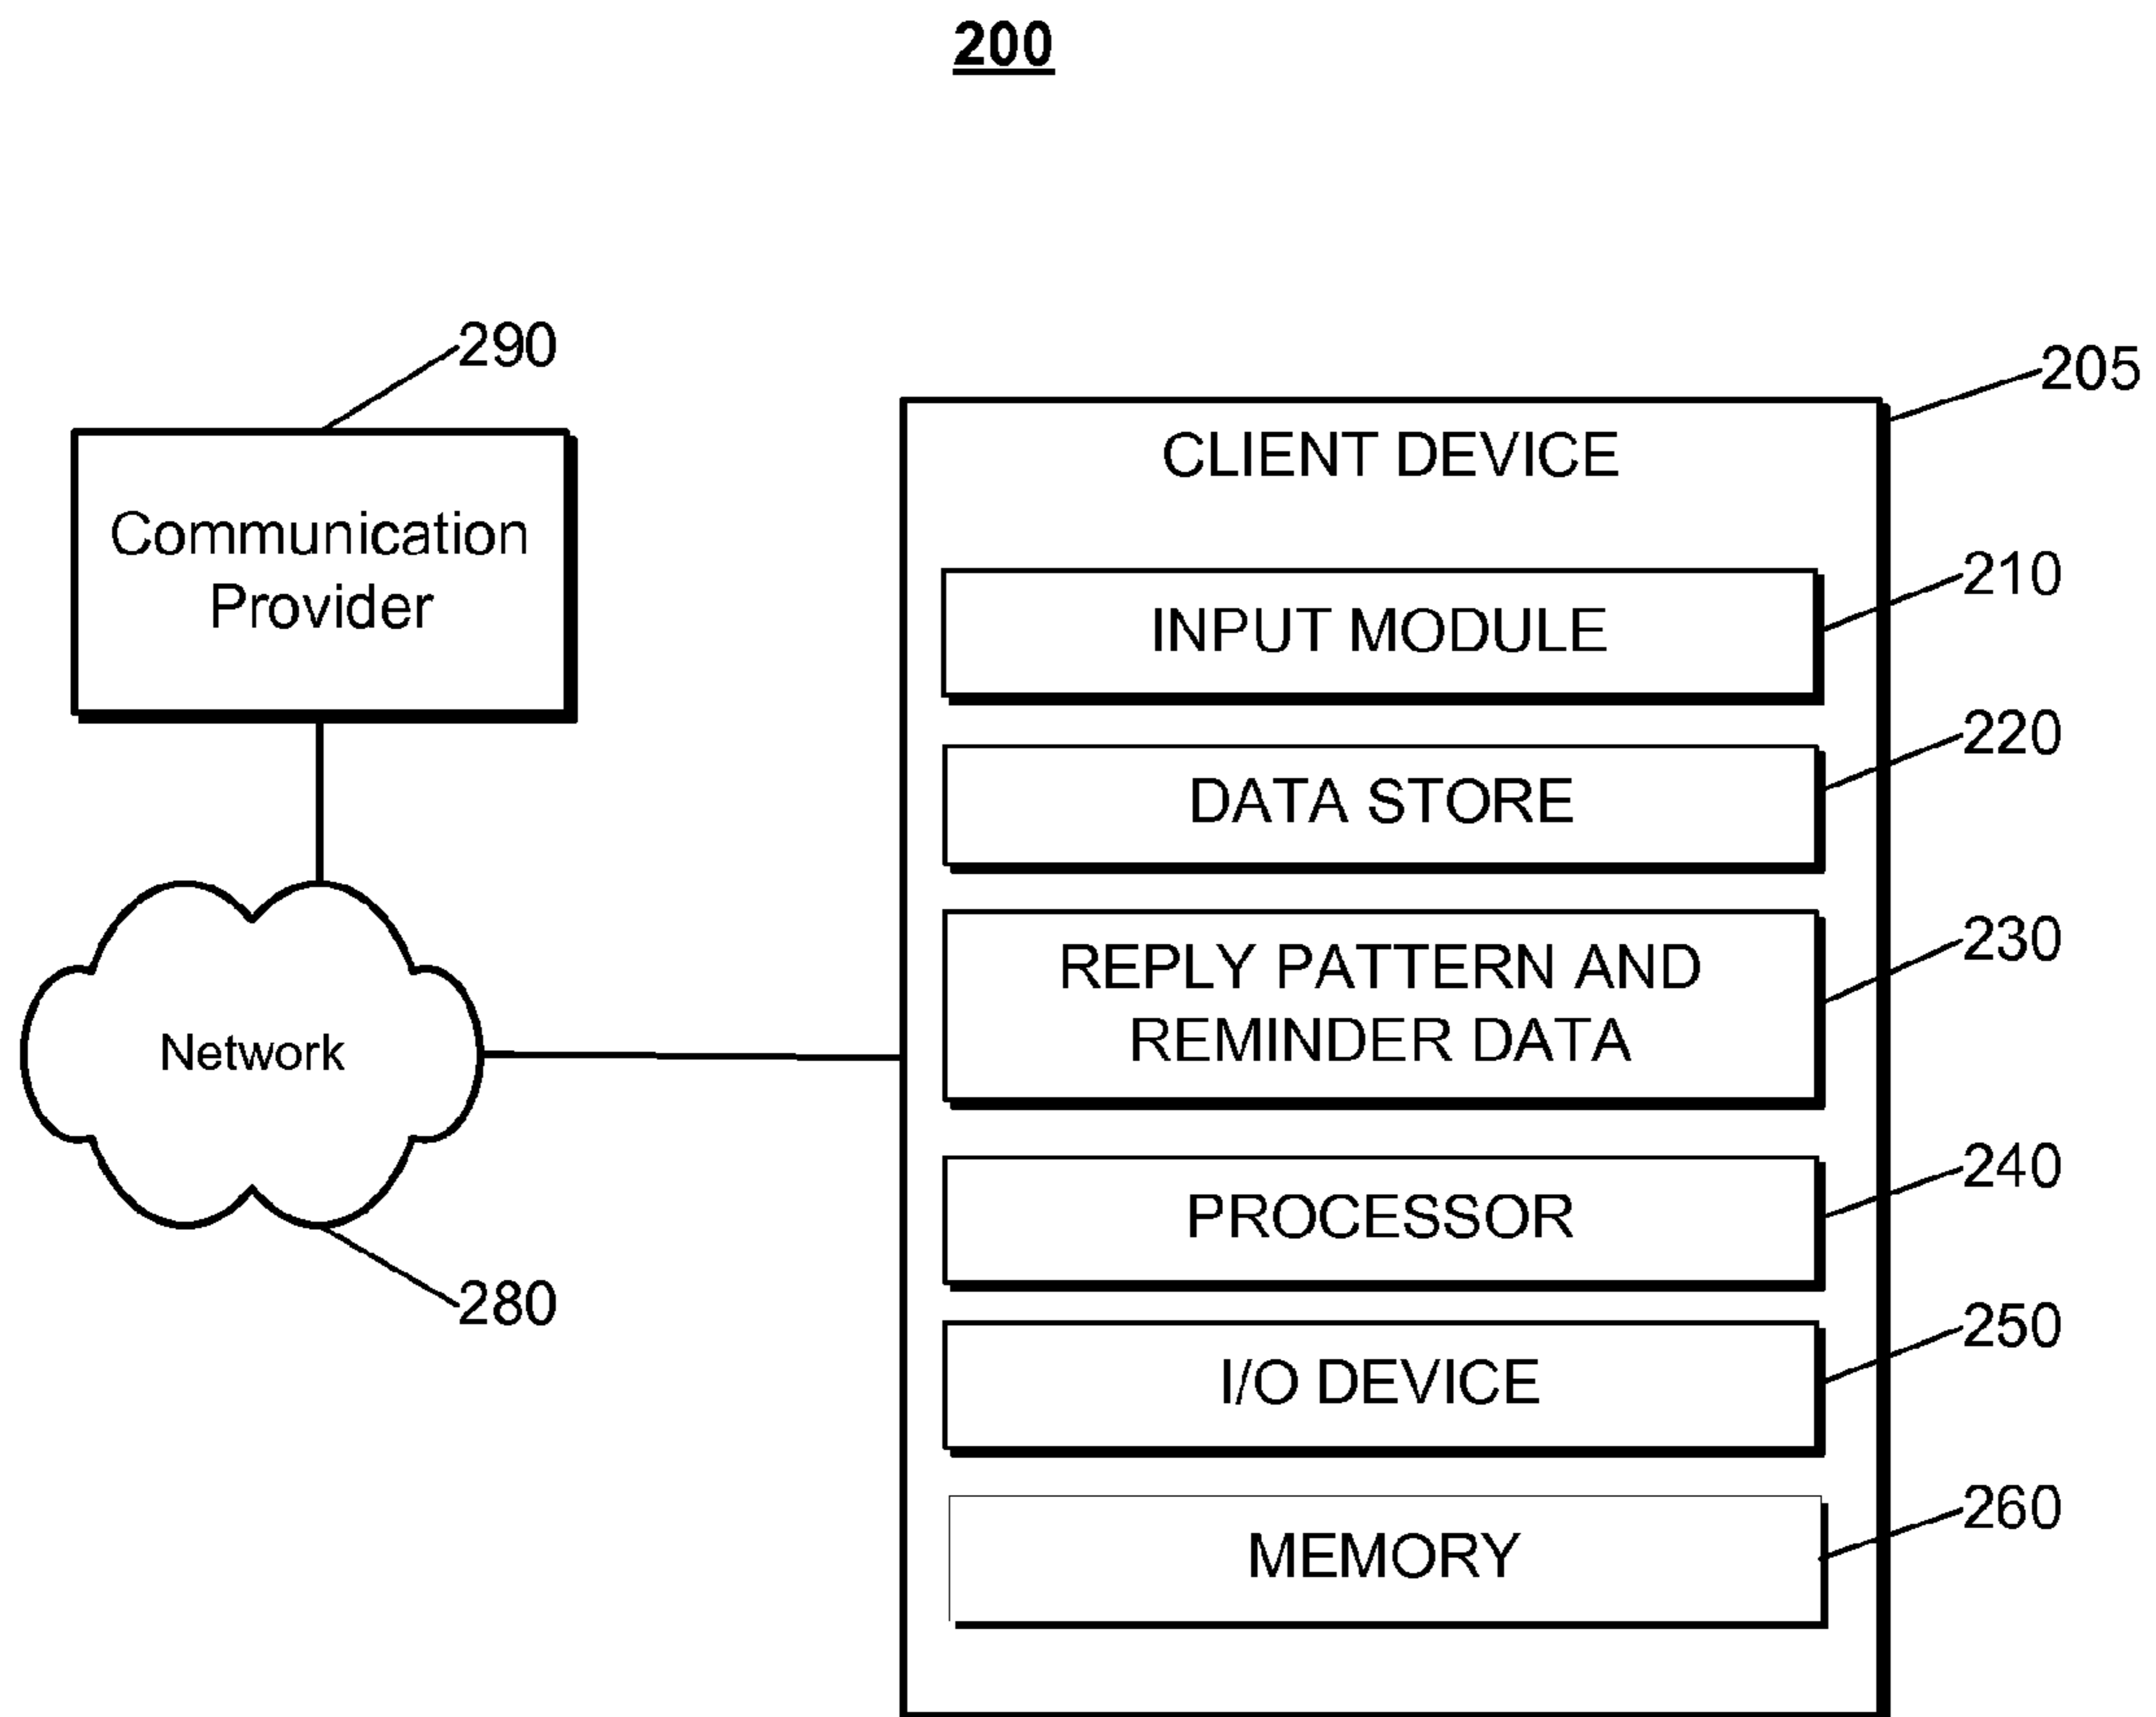 200
290
Communication
Provider
Network
280
205
CLIENT DEVICE
210
INPUT MODULE
220
DATA STORE
230
REPLY PATTERN AND
REMINDER DATA
240
PROCESSOR
250
I/O DEVICE
260
MEMORY